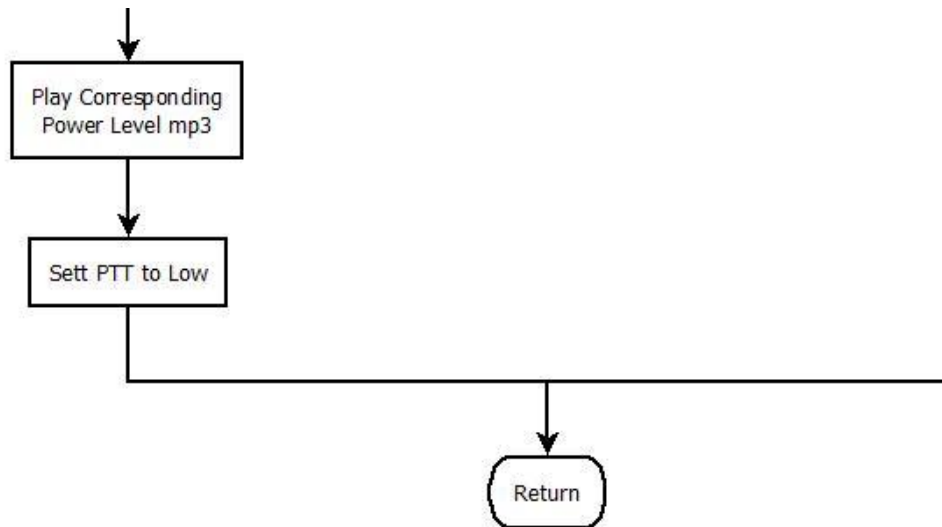 Play Corresponding
Power Level mp3
Sett PTT to Low
Return